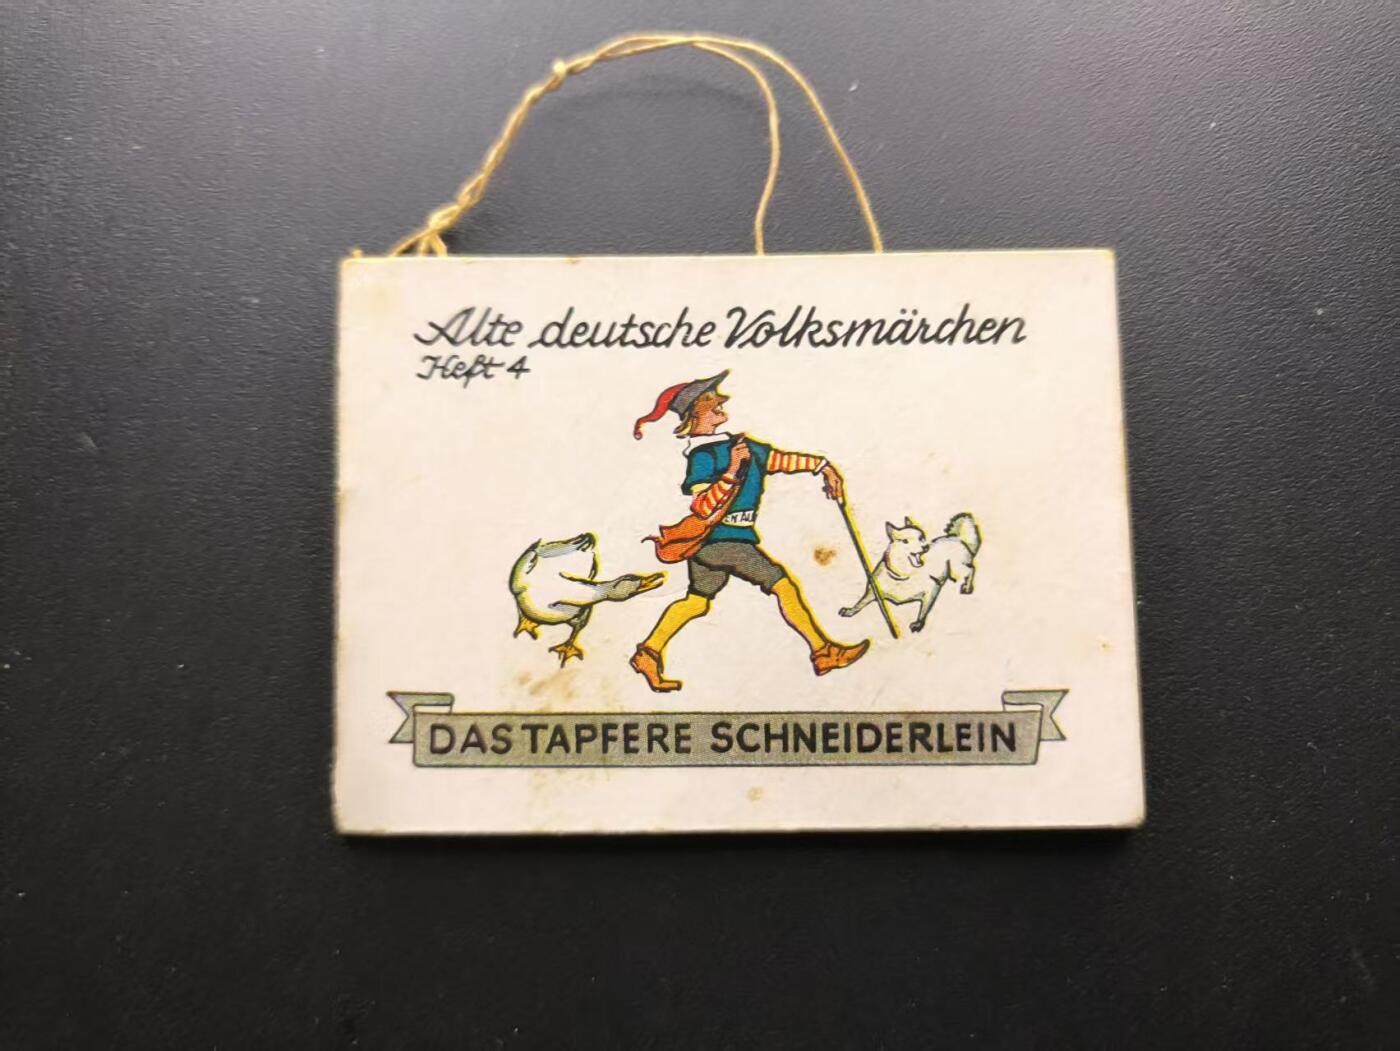 Alte deutsche Volksmärchen
Heft 4
DAS TAPFERE SCHNEIDERLEIN